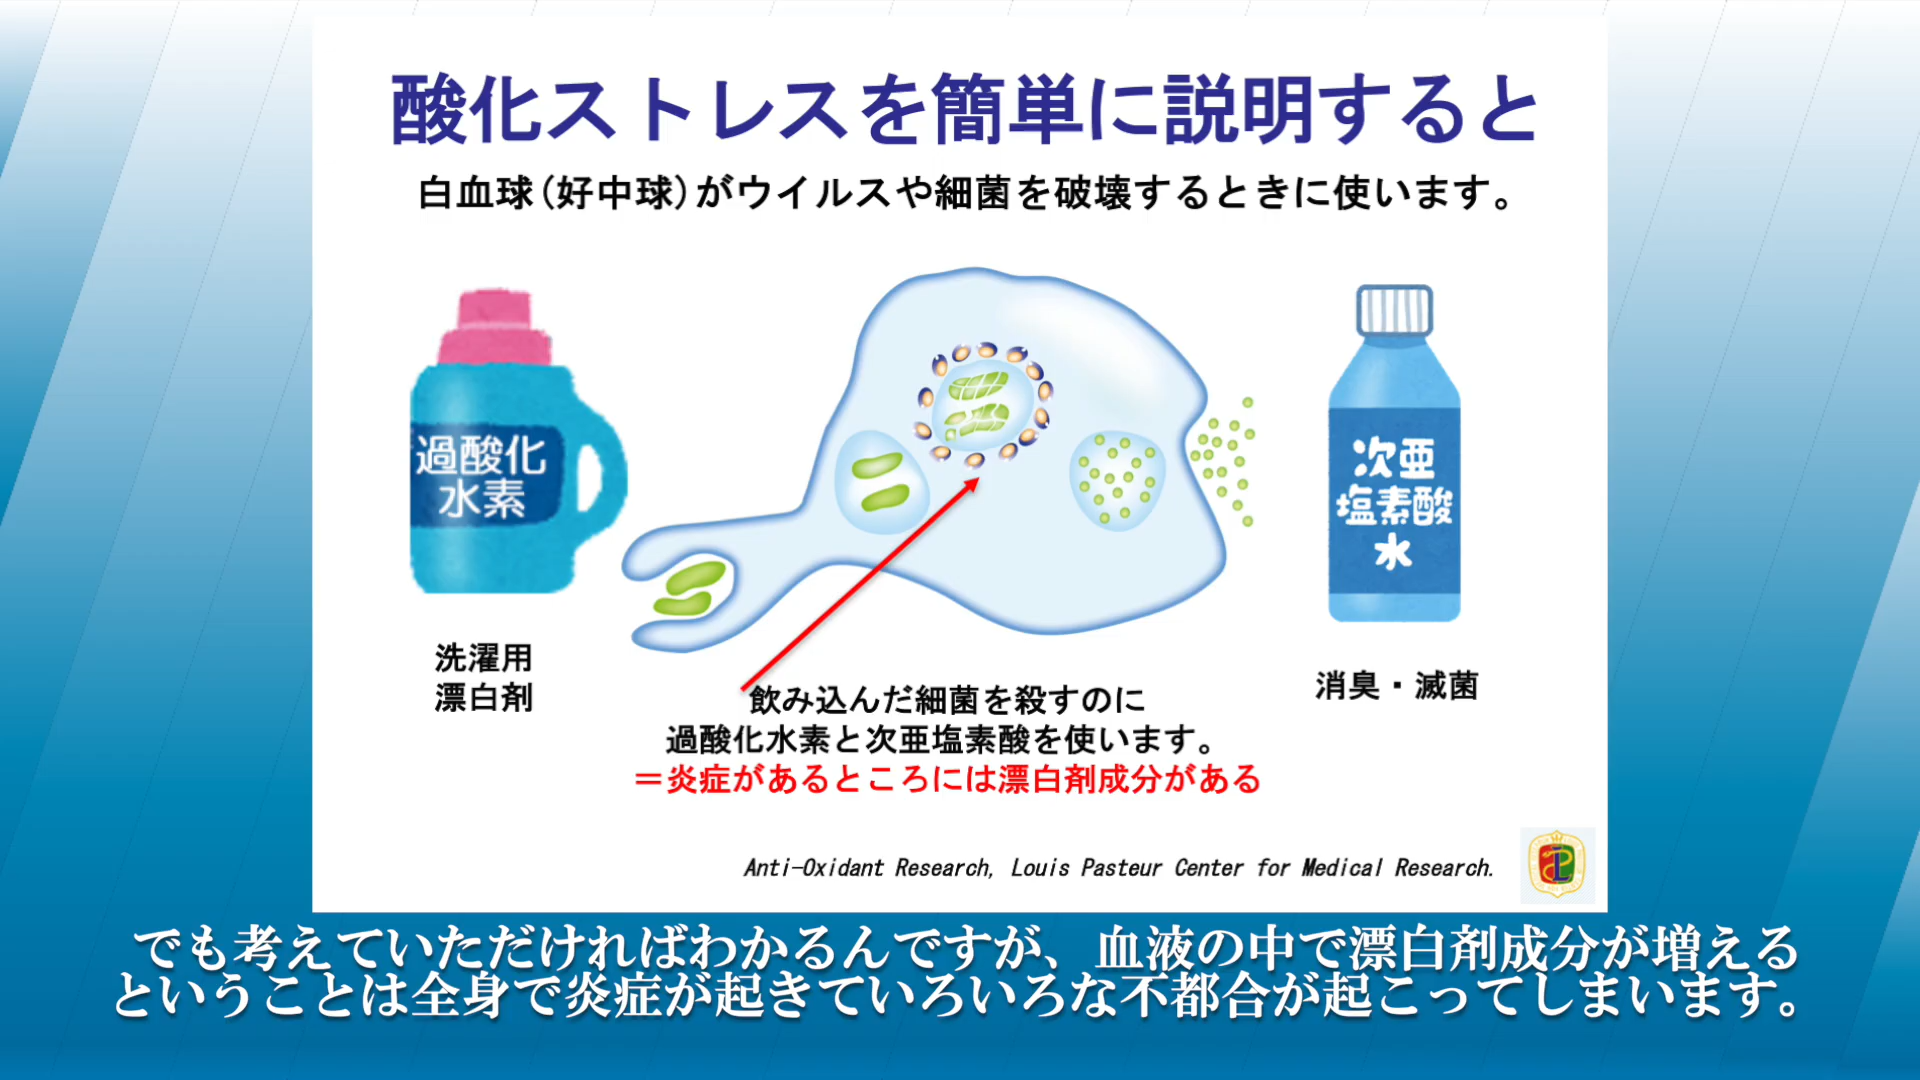 酸化ストレスを簡単に説明すると
白血球(好中球)がウイルスや細菌を破壊するときに使います。
過酸化
水素
次亜
塩素酸
水
洗濯用
漂白剤
消臭・滅菌
飲み込んだ細菌を殺すのに
過酸化水素と次亜塩素酸を使います。
＝炎症があるところには漂白剤成分がある
Anti-Oxidant Research, Louis Pasteur Center for Medical Research.
でも考えていただければわかるんですが、血液の中で漂白剤成分が増える
ということは全身で炎症が起きていろいろな不都合が起こってしまいます。